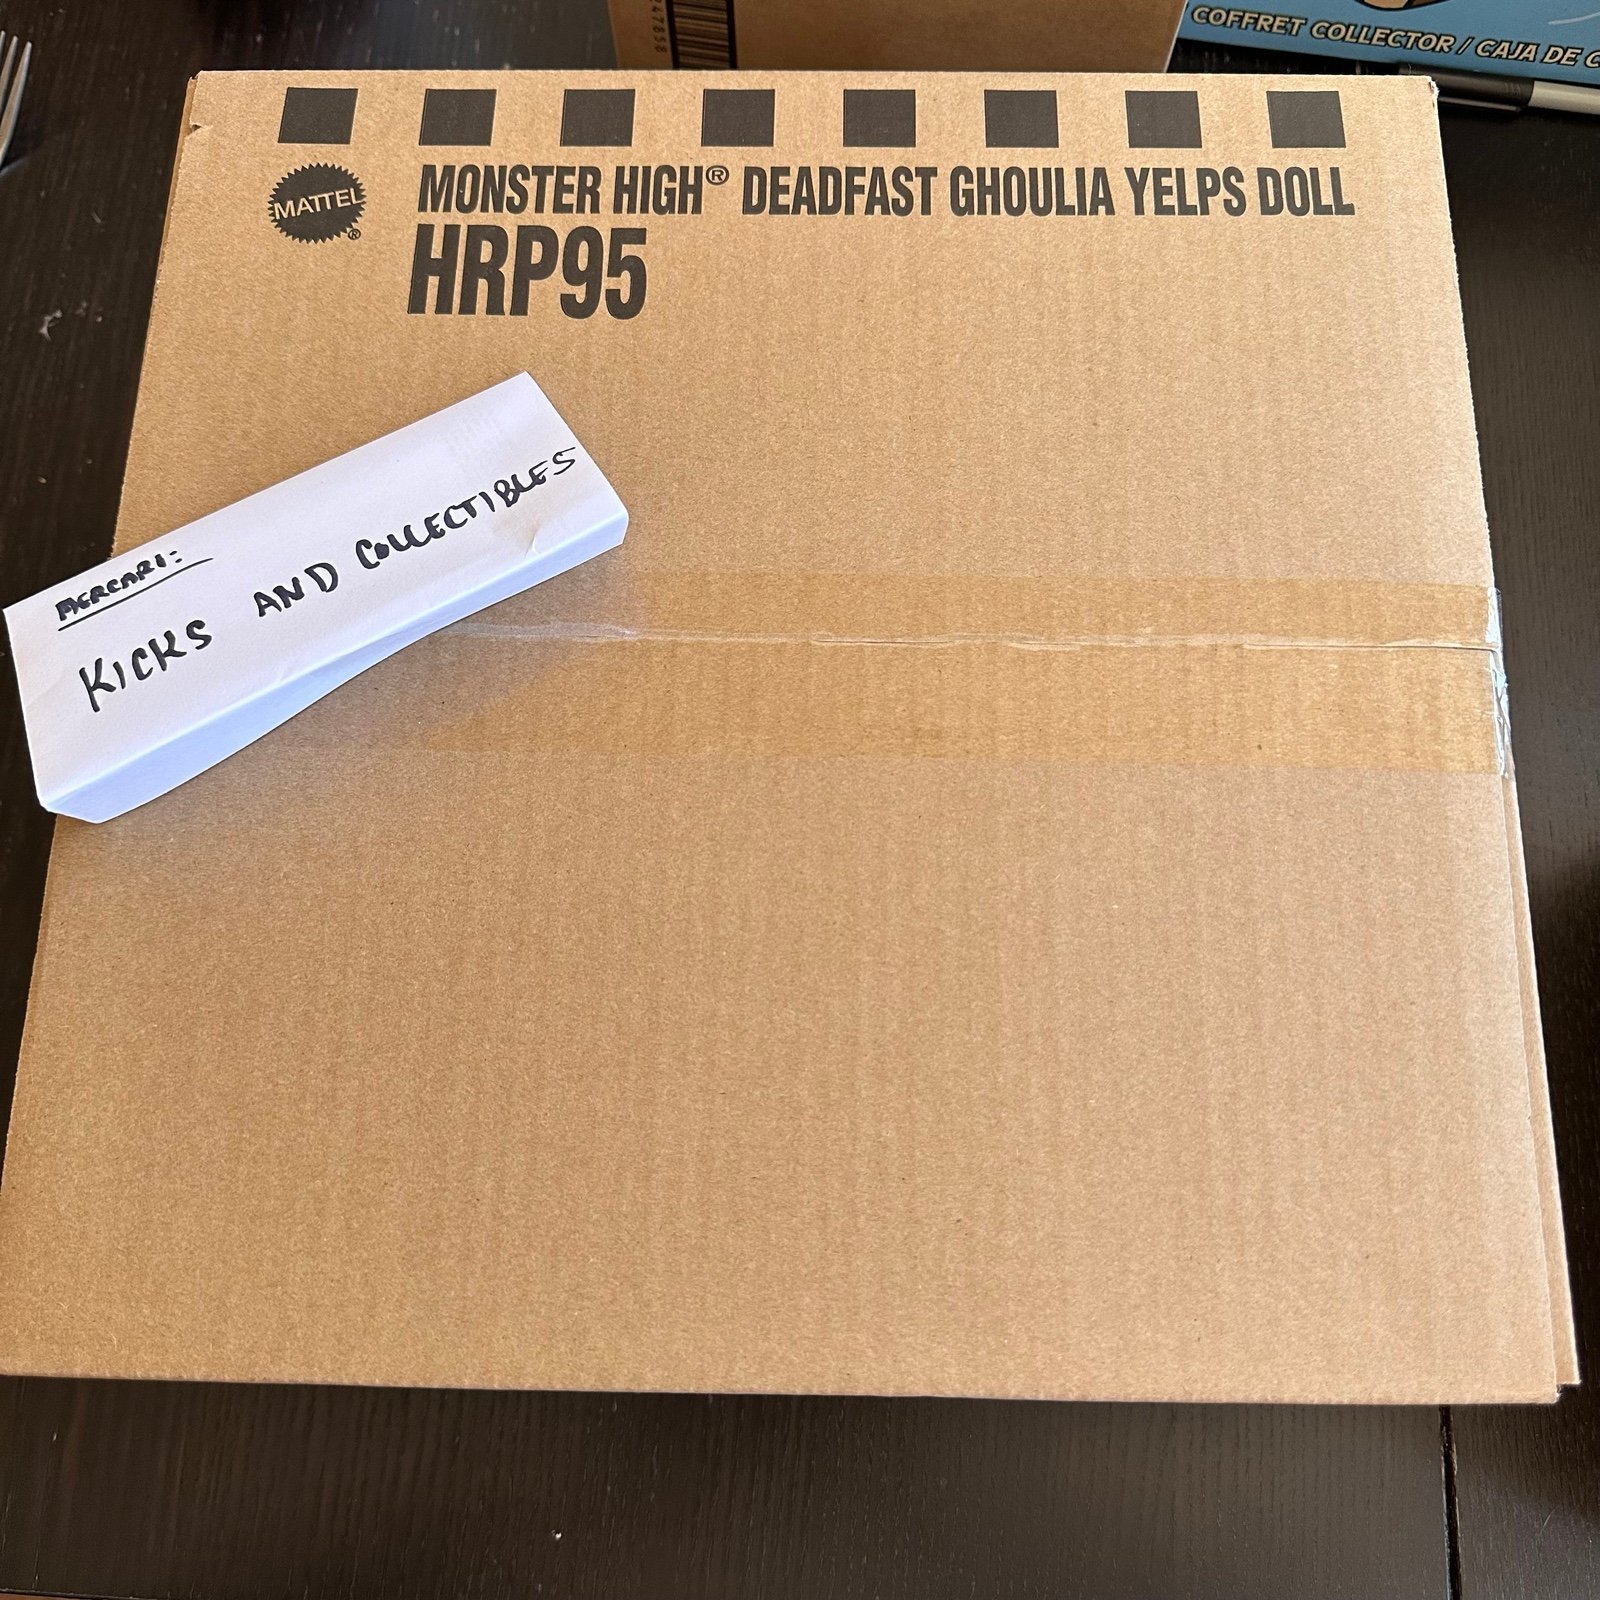 COFFRET COLLECTOR / CAJA DE C
MATTEL®
MONSTER HIGH® DEADFAST GHOULIA YELPS DOLL
HRP95
MERCARI:
KICKS AND COLLECTIBLES